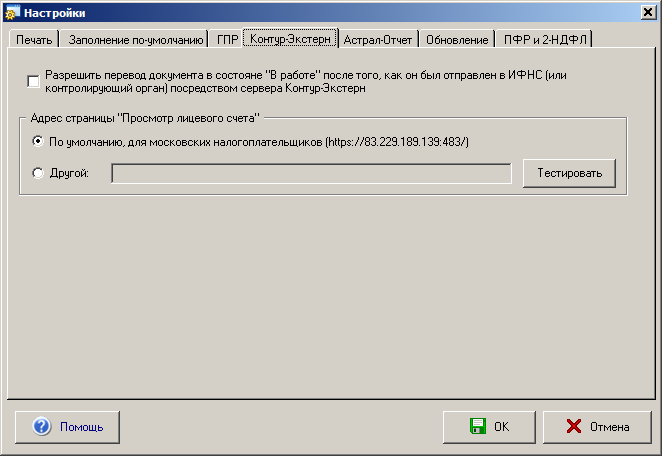 Настройки
Печать Заполнение по-умолчанию ГПР Контур-Экстерн Астрал-Отчет Обновление ПФР и 2-НДФЛ
Разрешить перевод документа в состояне "В работе" после того, как он был отправлен в ИФНС (или
контролирующий орган) посредством сервера Контур-Экстерн
Адрес страницы "Просмотр лицевого счета"
По умолчанию, для московских налогоплательщиков (https://83.229.189.139:483/)
Другой: Тестировать
Помощь OK Отмена